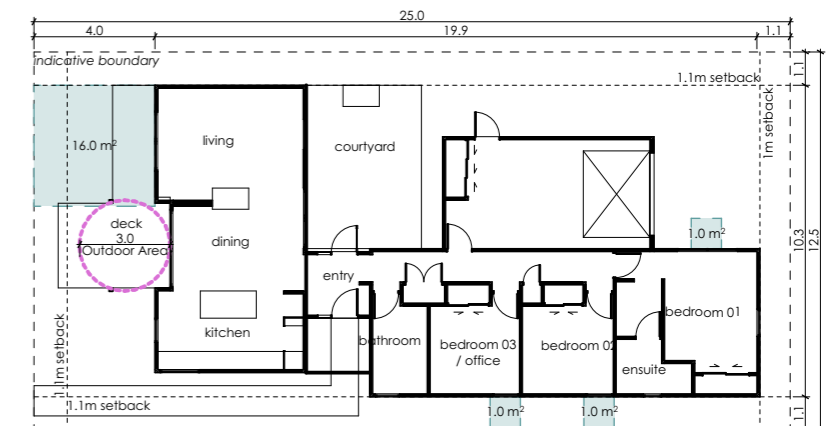 25.0
4.0
19.9
1.1
indicative boundary
1.1m setback
1.1
1m setback
living
16.0 m²
courtyard
deck
3.0
Outdoor Area
dining
1.0 m²
10.3
12.5
entry
kitchen
bathroom
bedroom 03
/ office
bedroom 02
bedroom 01
ensuite
1.1m setback
1.1m setback
1.0 m²
1.0 m²
1.1